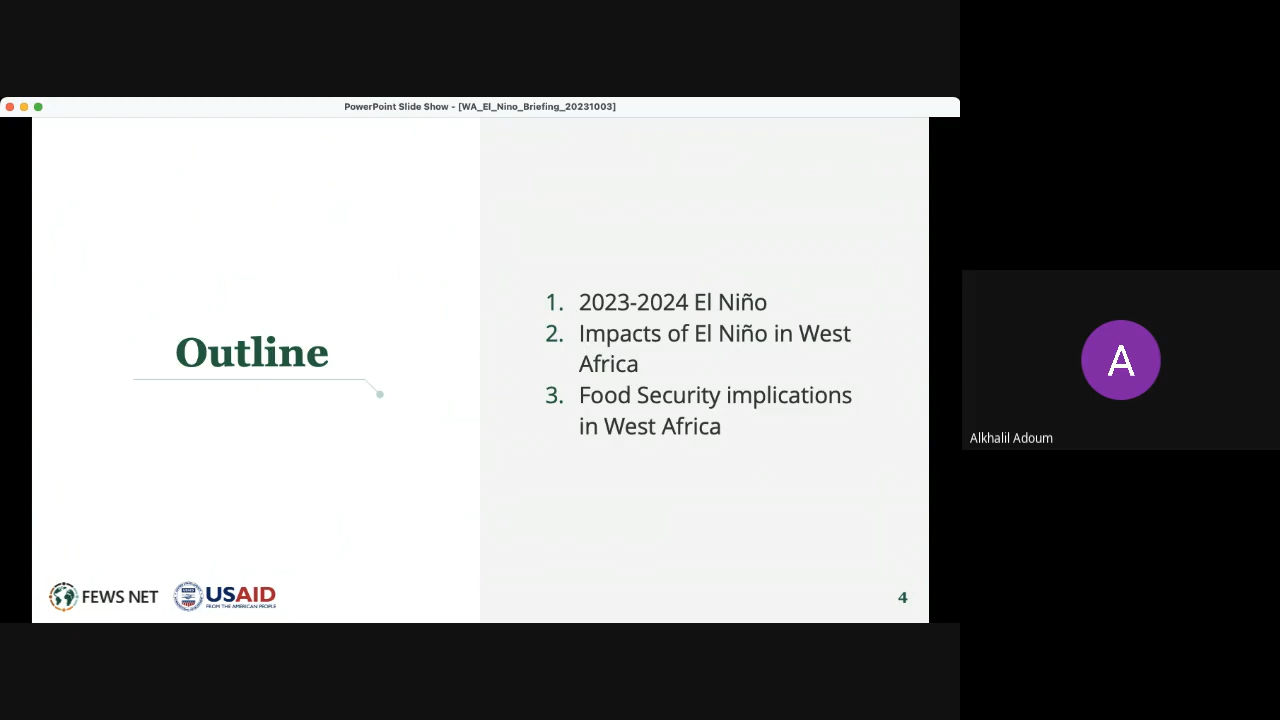 PowerPoint Slide Show - [WA_El_Nino_Briefing_20231003]
Outline
1. 2023-2024 El Niño
2. Impacts of El Niño in West
Africa
3. Food Security implications
in West Africa
FEWS NET
USAID
FROM THE AMERICAN PEOPLE
4
A
Alkhalil Adoum